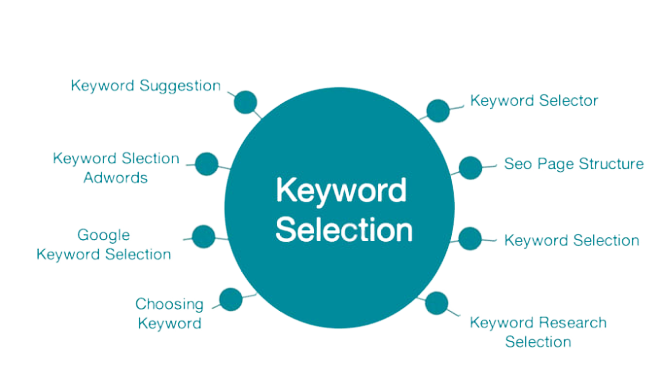 Keyword Suggestion
Keyword Slection
Adwords
Google
Keyword Selection
Choosing
Keyword
Keyword
Selection
Keyword Selector
Seo Page Structure
Keyword Selection
Keyword Research
Selection